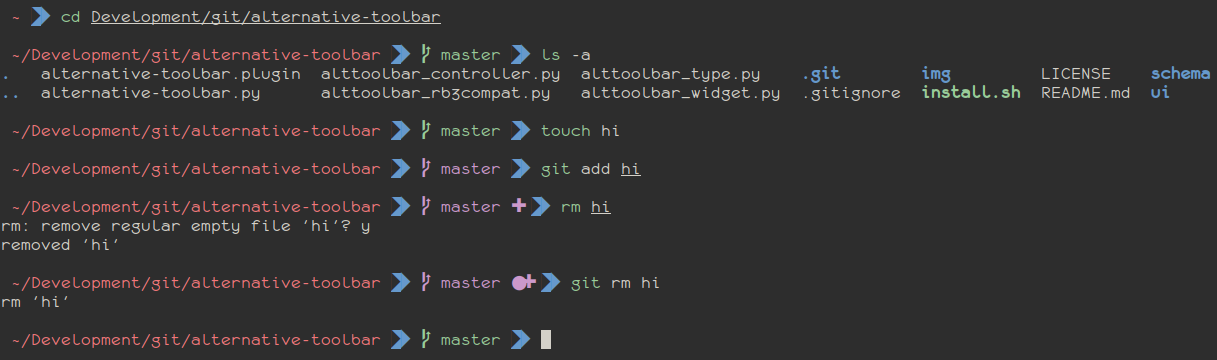 ~ cd Development/git/alternative-toolbar
~/Development/git/alternative-toolbar master ls -a
. alternative-toolbar.plugin alttoolbar_controller.py alttoolbar_type.py .git img LICENSE schema
.. alternative-toolbar.py alttoolbar_rb3compat.py alttoolbar_widget.py .gitignore install.sh README.md ui
~/Development/git/alternative-toolbar master touch hi
~/Development/git/alternative-toolbar master git add hi
~/Development/git/alternative-toolbar master ✚ rm hi
rm: remove regular empty file 'hi'? y
removed 'hi'
~/Development/git/alternative-toolbar master ●✚ git rm hi
rm 'hi'
~/Development/git/alternative-toolbar master